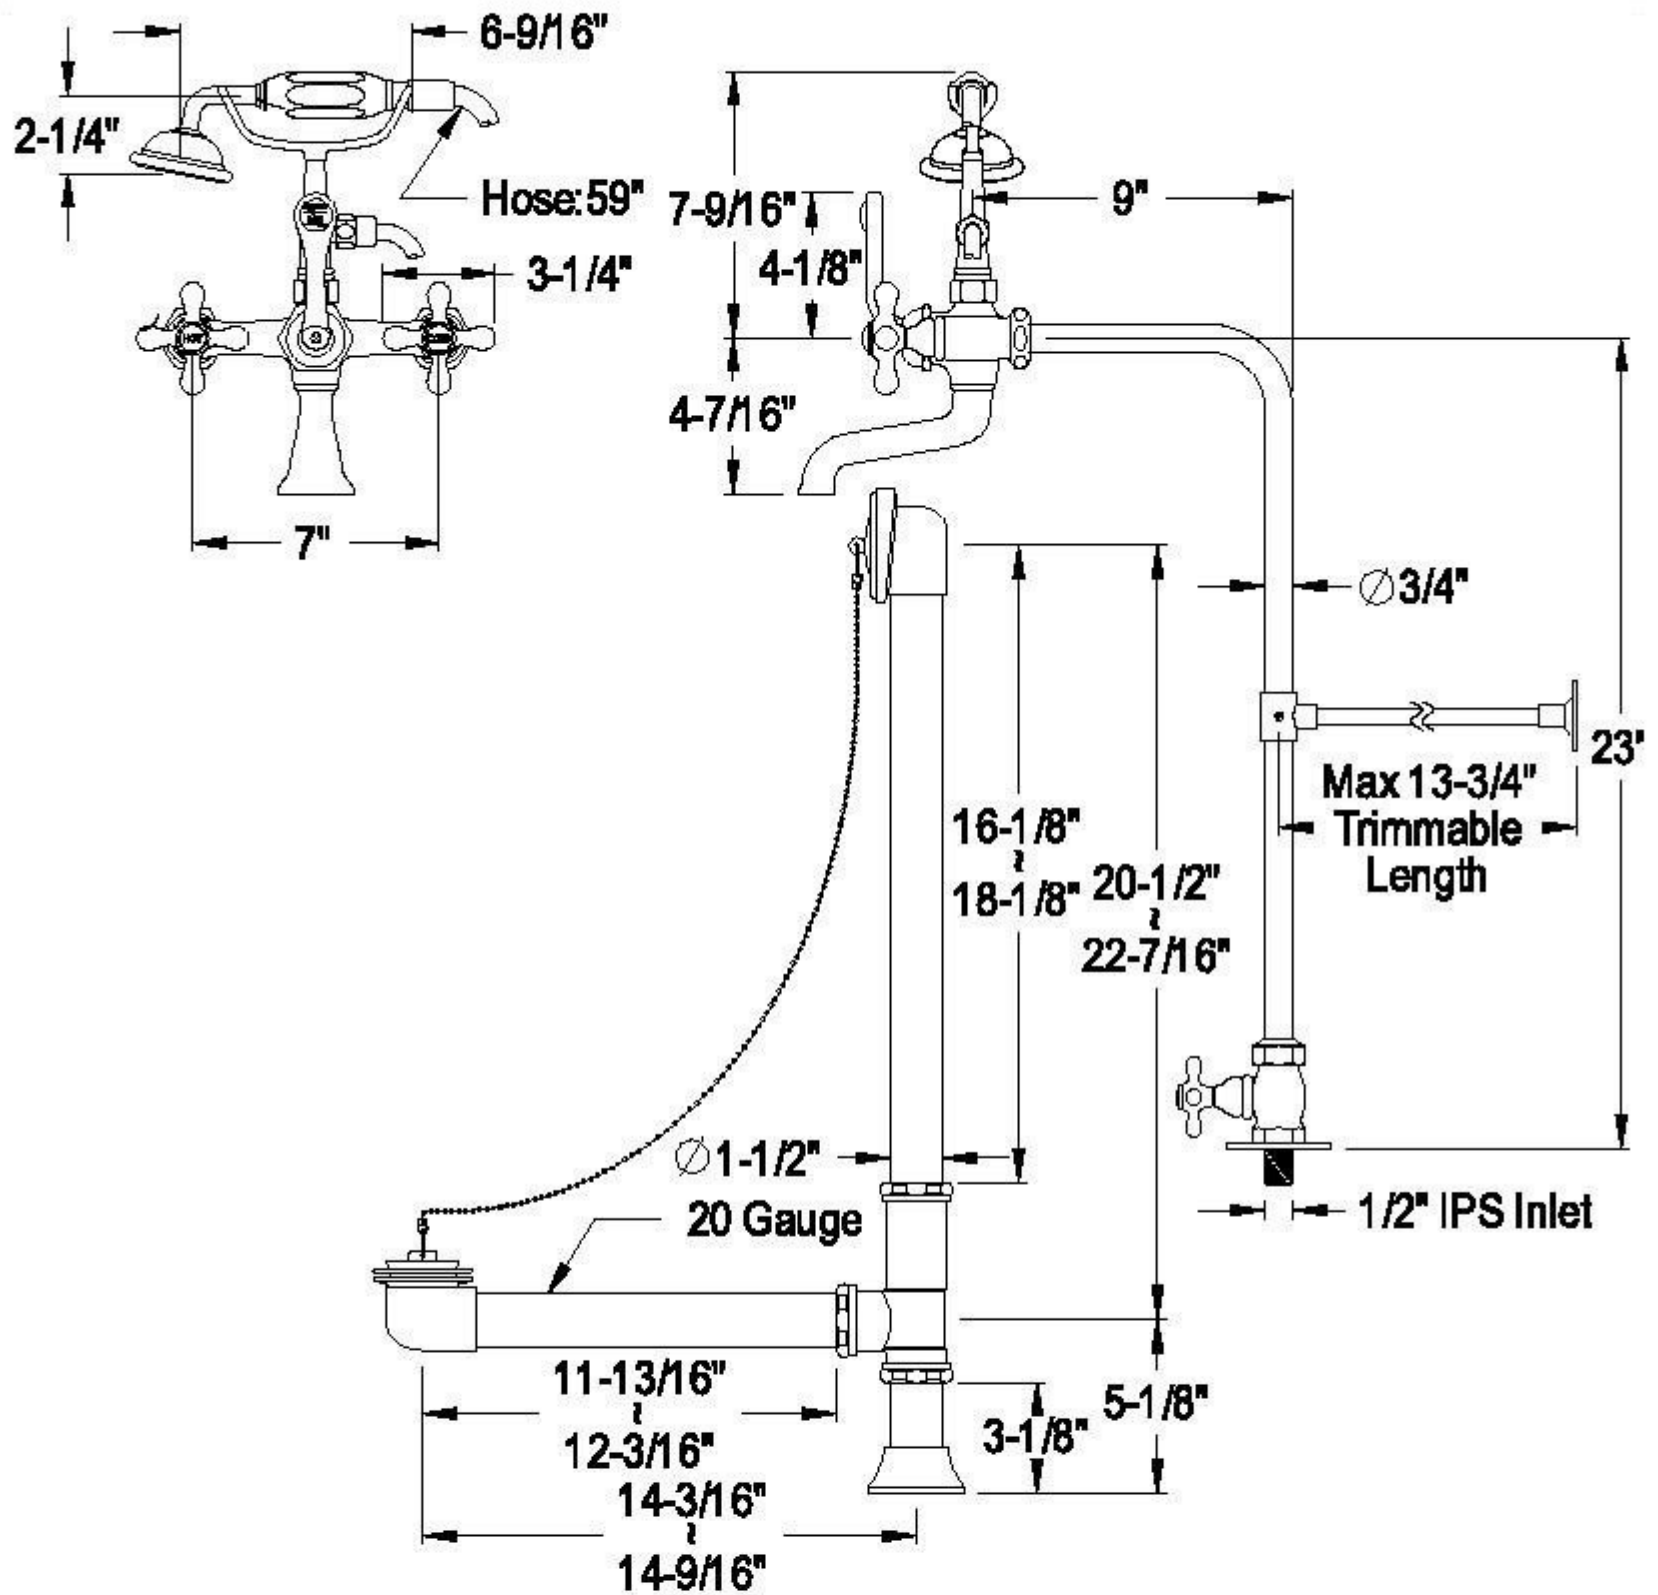 6-9/16"
2-1/4"
Hose:59"
3-1/4"
HOT
7"
7-9/16"
4-1/8"
9"
4-7/16"
Ø3/4"
23"
Max 13-3/4"
Trimmable
Length
16-1/8"
~
18-1/8"
20-1/2"
~
22-7/16"
Ø1-1/2"
20 Gauge
1/2" IPS Inlet
11-13/16"
~
12-3/16"
14-3/16"
~
14-9/16"
3-1/8"
5-1/8"